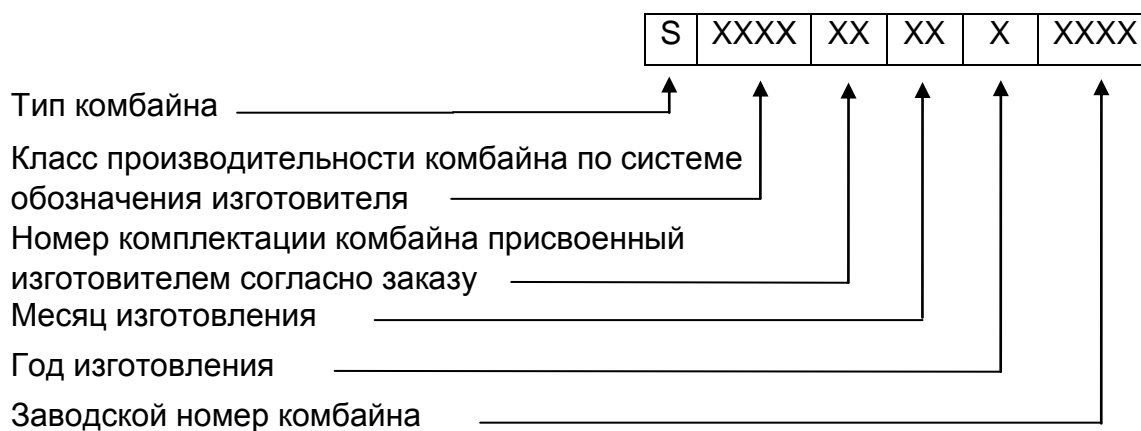 S XXXX XX XX X XXXX
Тип комбайна
Класс производительности комбайна по системе
обозначения изготовителя
Номер комплектации комбайна присвоенный
изготовителем согласно заказу
Месяц изготовления
Год изготовления
Заводской номер комбайна